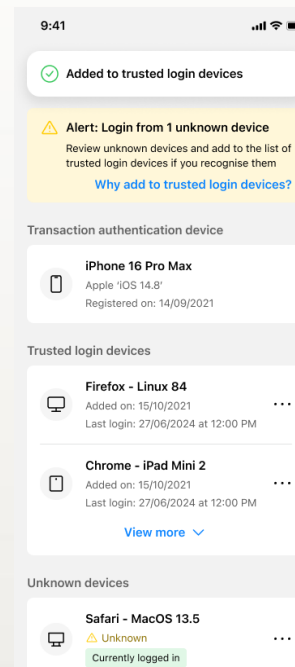 9:41
Added to trusted login devices
Alert: Login from 1 unknown device
Review unknown devices and add to the list of
trusted login devices if you recognise them
Why add to trusted login devices?
Transaction authentication device
iPhone 16 Pro Max
Apple ‘iOS 14.8’
Registered on: 14/09/2021
Trusted login devices
Firefox - Linux 84
Added on: 15/10/2021
Last login: 27/06/2024 at 12:00 PM
Chrome - iPad Mini 2
Added on: 15/10/2021
Last login: 27/06/2024 at 12:00 PM
View more
Unknown devices
Safari - MacOS 13.5
Unknown
Currently logged in